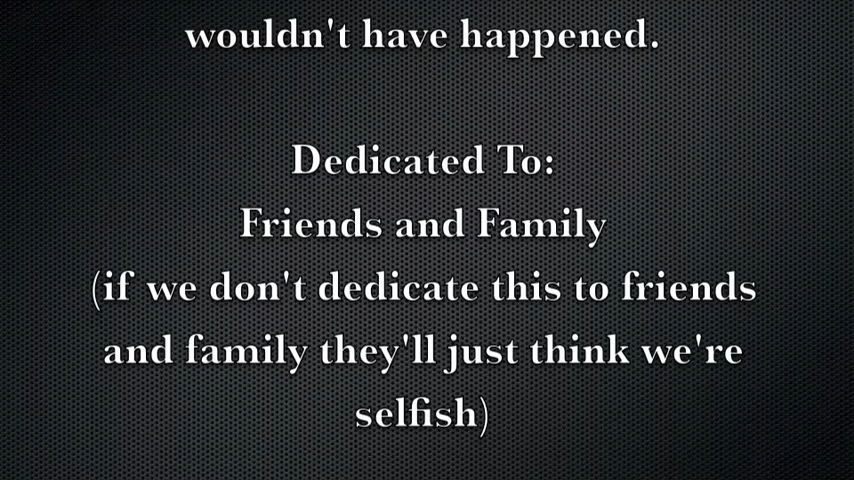 wouldn't have happened.
Dedicated To:
Friends and Family
(if we don't dedicate this to friends
and family they'll just think we're
selfish)